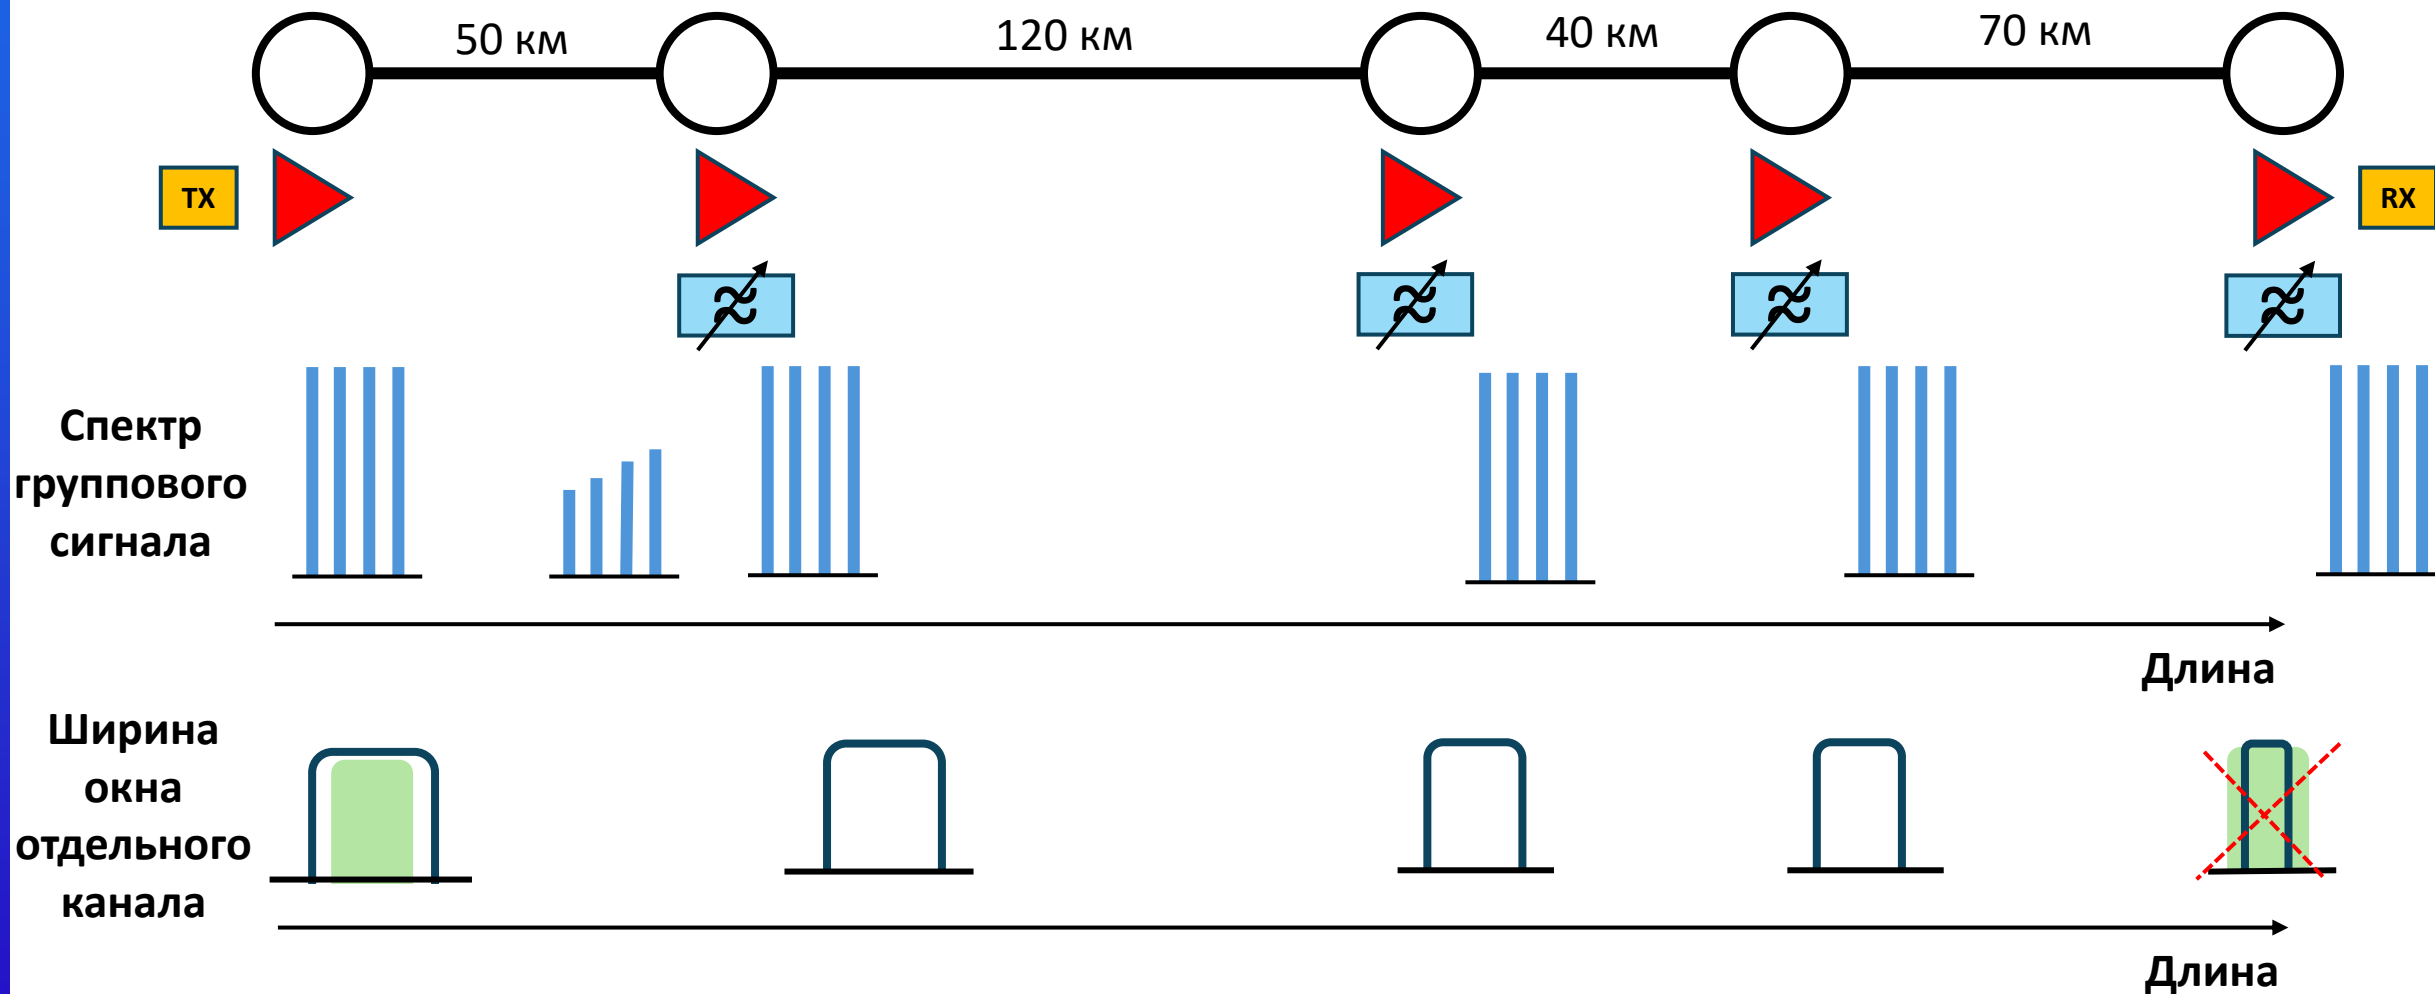 50 км
120 км
40 км
70 км
TX
RX
Спектр
группового
сигнала
Длина
Ширина
окна
отдельного
канала
Длина